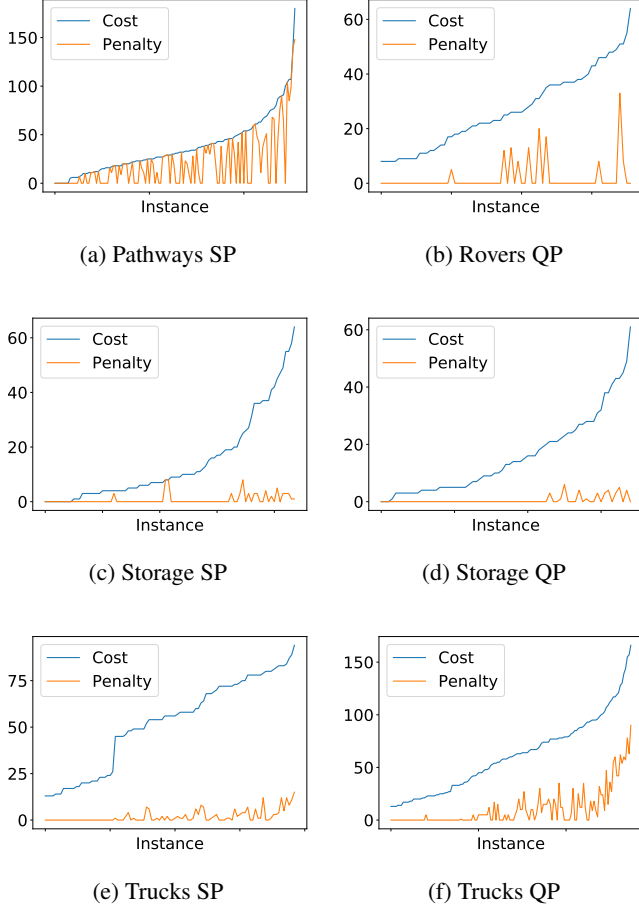 150
100
50
0
Cost
Penalty
Instance
(a) Pathways SP
60
40
20
0
Cost
Penalty
Instance
(b) Rovers QP
60
40
20
0
Cost
Penalty
Instance
(c) Storage SP
60
40
20
0
Cost
Penalty
Instance
(d) Storage QP
75
50
25
0
Cost
Penalty
Instance
(e) Trucks SP
150
100
50
0
Cost
Penalty
Instance
(f) Trucks QP